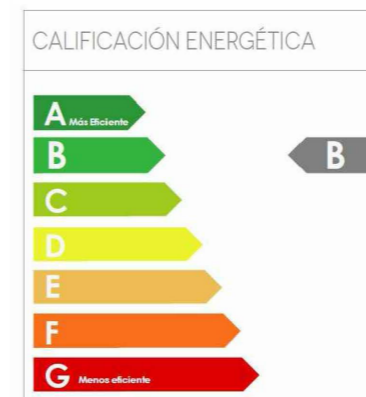 CALIFICACIÓN ENERGÉTICA
A Más Eficiente
B B
C
D
E
F
G Menos eficiente